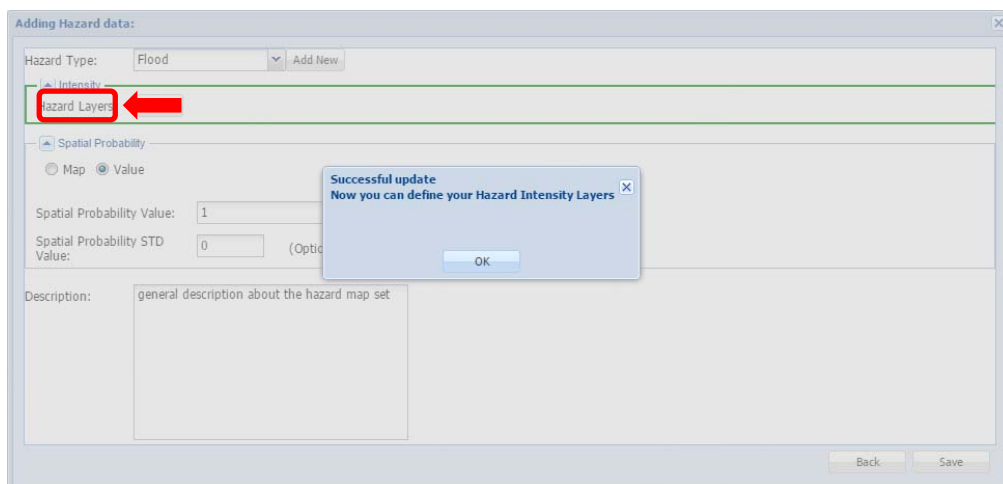 Adding Hazard data:
Hazard Type: Flood Add New
Intensity
Hazard Layers
Spatial Probability
Map Value
Successful update
Now you can define your Hazard Intensity Layers
Spatial Probability Value: 1
Spatial Probability STD
Value:
0
OK
Description: general description about the hazard map set
Back Save